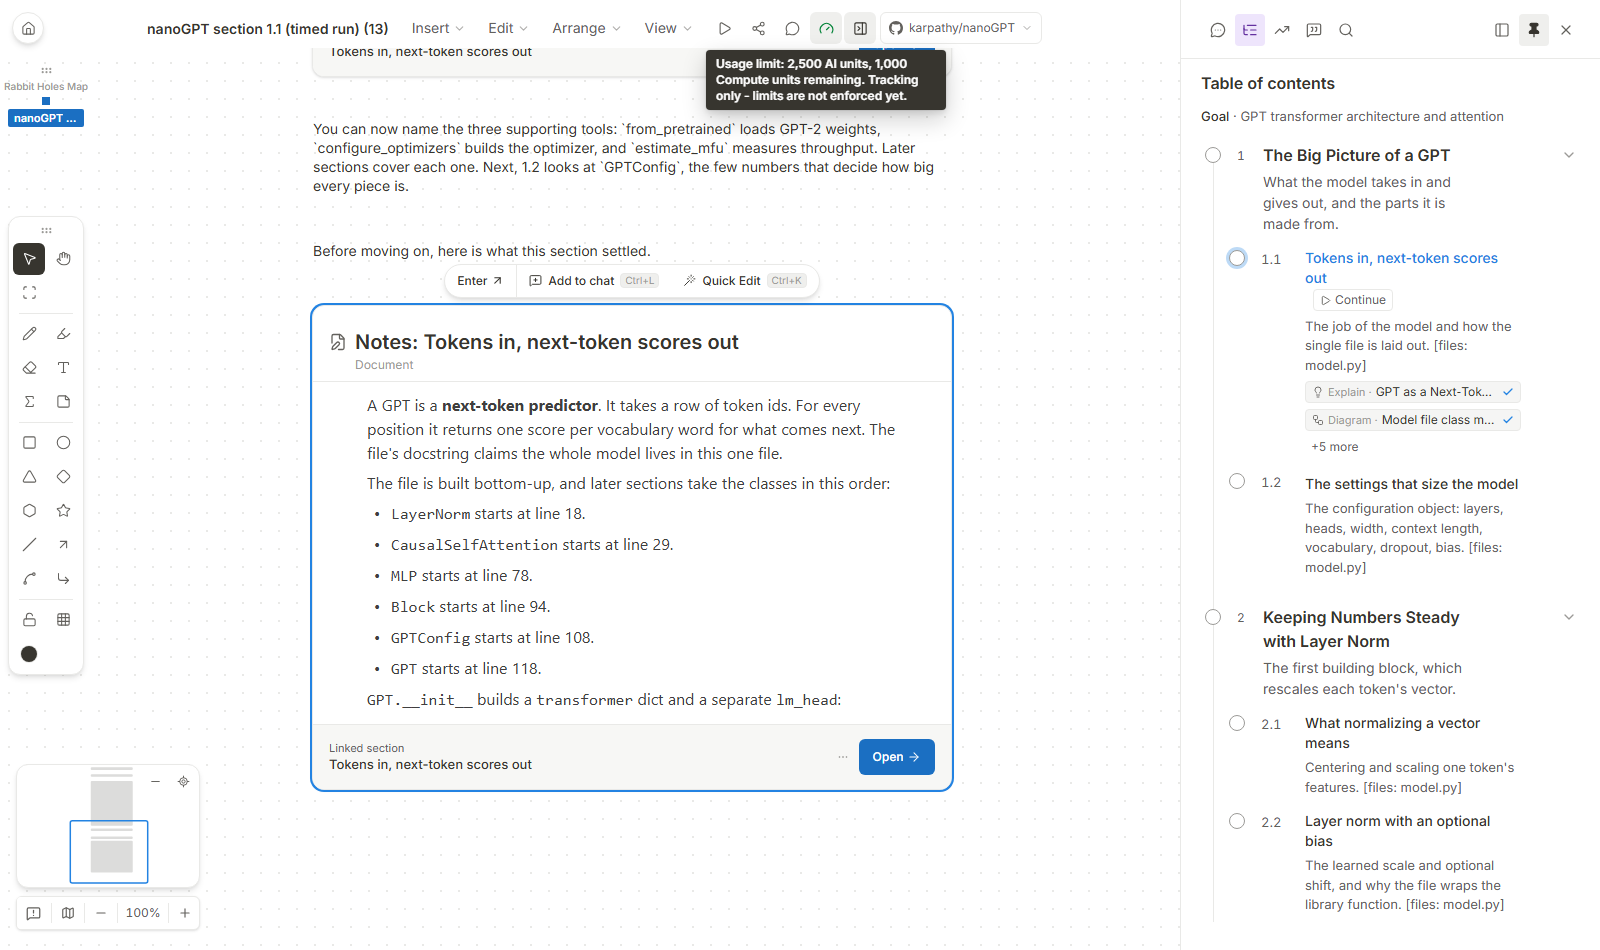 nanoGPT section 1.1 (timed run) (13)
Insert
Edit
Arrange
View
karpathy/nanoGPT
Rabbit Holes Map
nanoGPT ...
Tokens in, next-token scores out
Usage limit: 2,500 AI units, 1,000
Compute units remaining. Tracking
only - limits are not enforced yet.
You can now name the three supporting tools: `from_pretrained` loads GPT-2 weights,
`configure_optimizers` builds the optimizer, and `estimate_mfu` measures throughput. Later
sections cover each one. Next, 1.2 looks at `GPTConfig`, the few numbers that decide how big
every piece is.
Before moving on, here is what this section settled.
Enter
Add to chat Ctrl+L
Quick Edit Ctrl+K
Notes: Tokens in, next-token scores out
Document
A GPT is a next-token predictor. It takes a row of token ids. For every
position it returns one score per vocabulary word for what comes next. The
file's docstring claims the whole model lives in this one file.
The file is built bottom-up, and later sections take the classes in this order:
• LayerNorm starts at line 18.
• CausalSelfAttention starts at line 29.
• MLP starts at line 78.
• Block starts at line 94.
• GPTConfig starts at line 108.
• GPT starts at line 118.
GPT.__init__ builds a transformer dict and a separate lm_head:
Linked section
Tokens in, next-token scores out
Open
100%
Table of contents
Goal · GPT transformer architecture and attention
1 The Big Picture of a GPT
What the model takes in and
gives out, and the parts it is
made from.
1.1 Tokens in, next-token scores
out
Continue
The job of the model and how the
single file is laid out. [files:
model.py]
Explain · GPT as a Next-Tok...
Diagram · Model file class m...
+5 more
1.2 The settings that size the model
The configuration object: layers,
heads, width, context length,
vocabulary, dropout, bias. [files:
model.py]
2 Keeping Numbers Steady
with Layer Norm
The first building block, which
rescales each token's vector.
2.1 What normalizing a vector
means
Centering and scaling one token's
features. [files: model.py]
2.2 Layer norm with an optional
bias
The learned scale and optional
shift, and why the file wraps the
library function. [files: model.py]